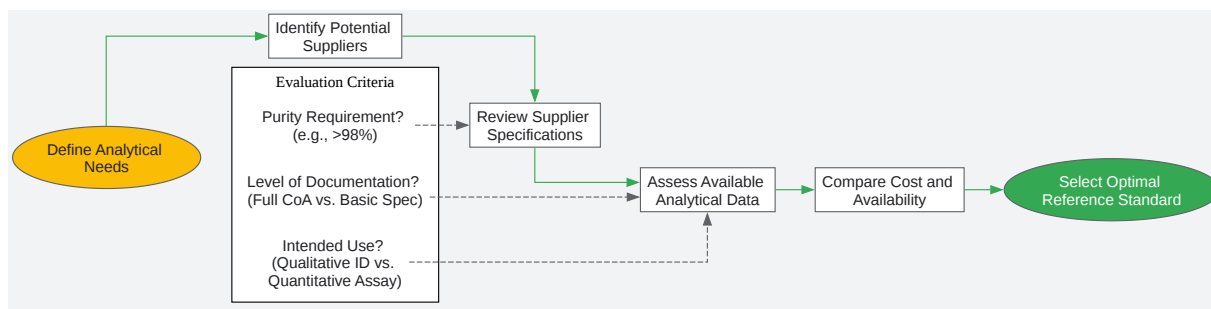 Identify Potential
Suppliers
Evaluation Criteria
Purity Requirement?
(e.g., >98%)
Review Supplier
Specifications
Define Analytical
Needs
Level of Documentation?
(Full CoA vs. Basic Spec)
Assess Available
Analytical Data
Compare Cost and
Availability
Select Optimal
Reference Standard
Intended Use?
(Qualitative ID vs.
Quantitative Assay)